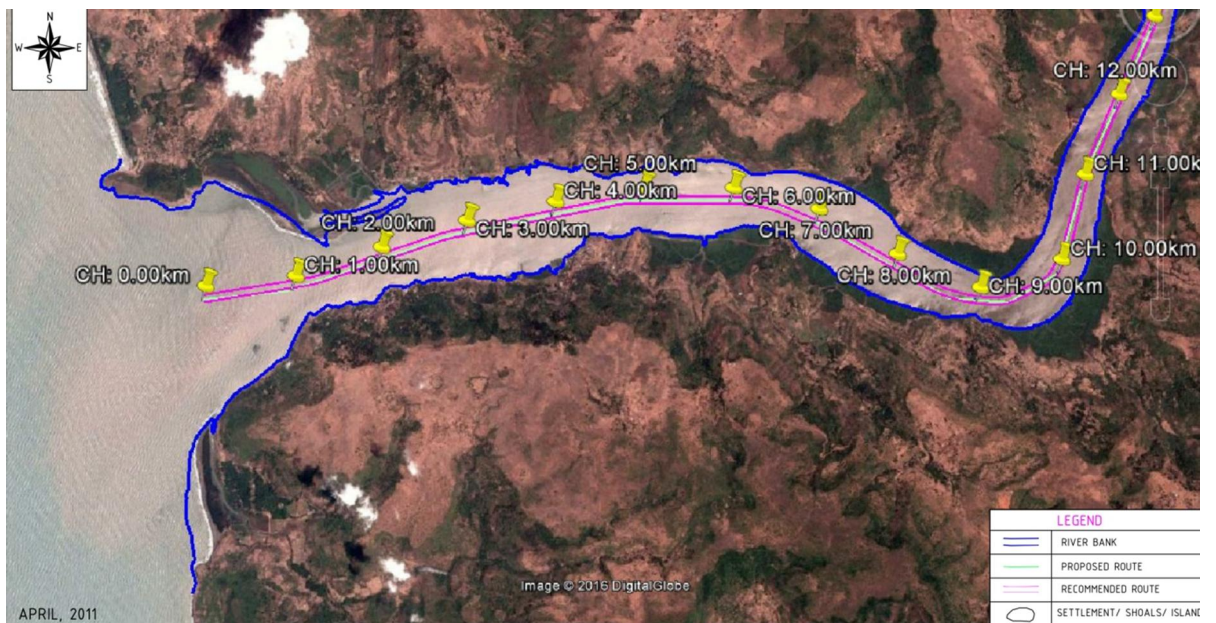 N
W E
S
CH: 12.00km
CH: 5.00km
CH: 11.00k
CH: 4.00km
CH: 6.00km
CH: 2.00km
CH: 3.00km
CH: 7.00km
CH: 10.00km
CH: 1.00km
CH: 0.00km
CH: 8.00km
CH: 9.00km
LEGEND
RIVER BANK
PROPOSED ROUTE
RECOMMENDED ROUTE
SETTLEMENT/ SHOALS/ ISLAND
Image © 2016 DigitalGlobe
APRIL, 2011